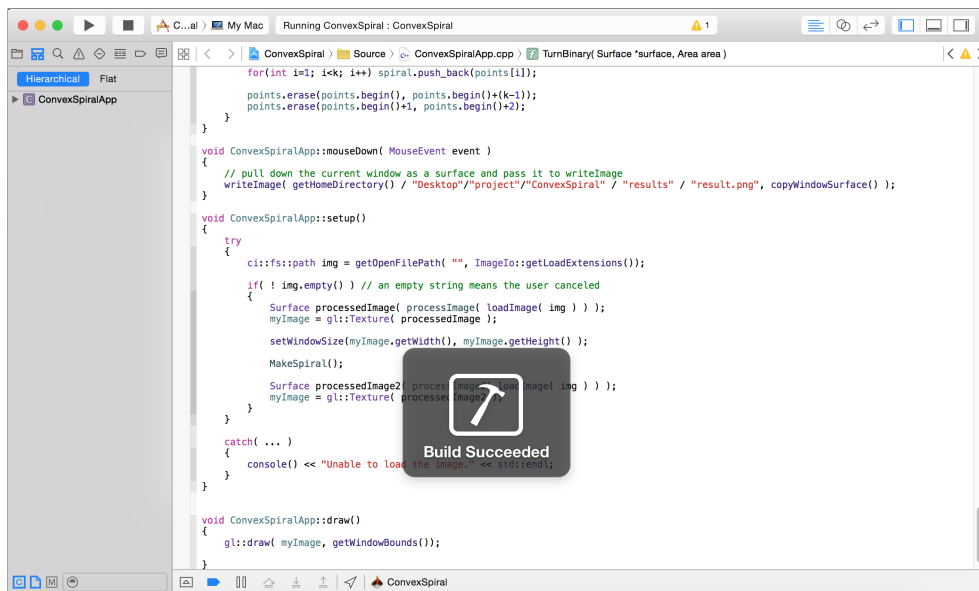 C...al 〉 My Mac
Running ConvexSpiral : ConvexSpiral
1
ConvexSpiral 〉 Source 〉 ConvexSpiralApp.cpp 〉 TurnBinary( Surface *surface, Area area )
Hierarchical Flat
C ConvexSpiralApp
for(int i=1; i<k; i++) spiral.push_back(points[i]);
points.erase(points.begin(), points.begin()+(k-1));
points.erase(points.begin()+1, points.begin()+2);
}
}
void ConvexSpiralApp::mouseDown( MouseEvent event )
{
// pull down the current window as a surface and pass it to writeImage
writeImage( getHomeDirectory() / "Desktop"/"project"/"ConvexSpiral" / "results" / "result.png", copyWindowSurface() );
}
void ConvexSpiralApp::setup()
{
try
{
ci::fs::path img = getOpenFilePath( "", ImageIo::getLoadExtensions());
if( ! img.empty() ) // an empty string means the user canceled
{
Surface processedImage( processImage( loadImage( img ) ) );
myImage = gl::Texture( processedImage );
setWindowSize(myImage.getWidth(), myImage.getHeight() );
MakeSpiral();
Surface processedImage2( processImage( loadImage( img ) ) );
myImage = gl::Texture( processedImage2 );
}
}
catch( ... )
{
console() << "Unable to load the image." << std::endl;
}
}
Build Succeeded
void ConvexSpiralApp::draw()
{
gl::draw( myImage, getWindowBounds());
}
C M
ConvexSpiral